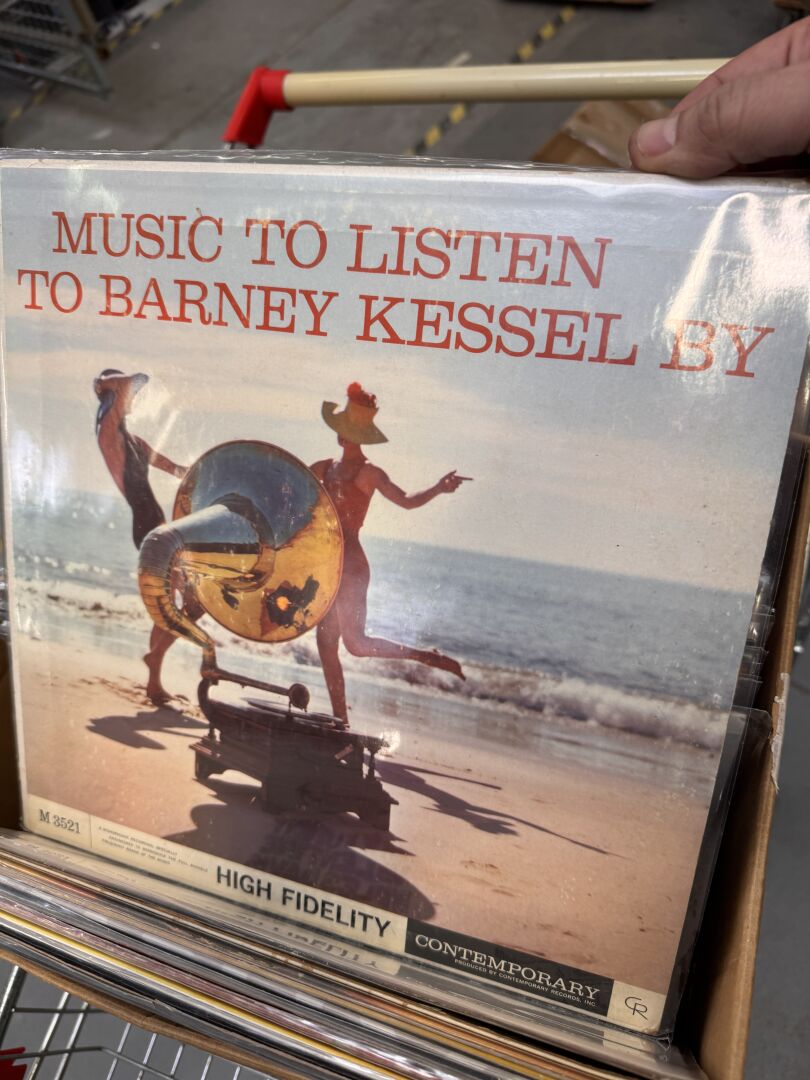 MUSIC TO LISTEN
TO BARNEY KESSEL BY
M 3521
HIGH FIDELITY
CONTEMPORARY
PRODUCED BY CONTEMPORARY RECORDS, INC.
CR